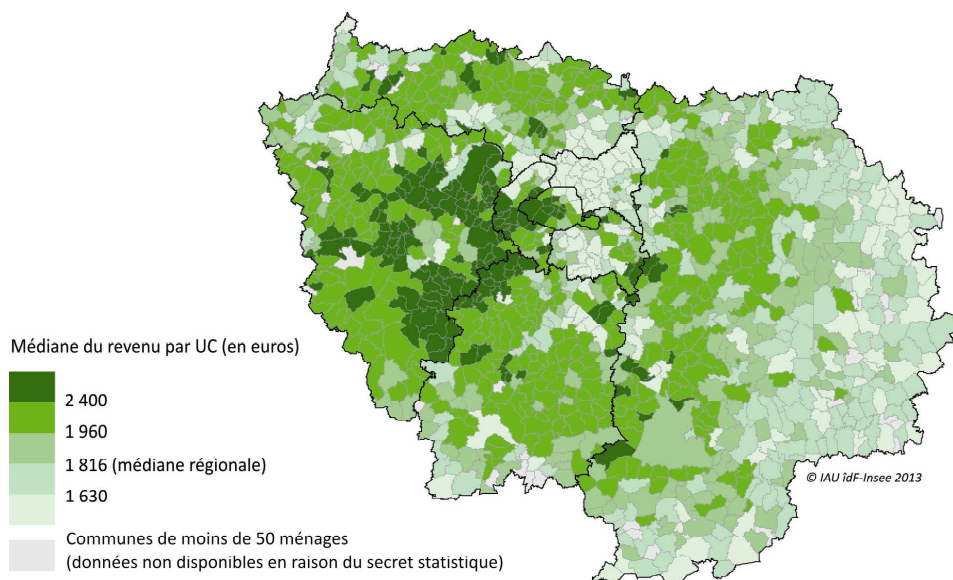 Médiane du revenu par UC (en euros)
2 400
1 960
1 816 (médiane régionale)
1 630
Communes de moins de 50 ménages
(données non disponibles en raison du secret statistique)
© IAU îdF-Insee 2013